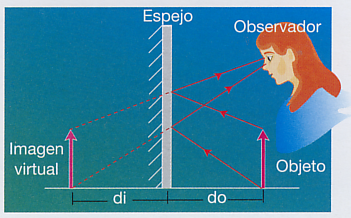 Espejo
Observador
Imagen
virtual
Objeto
di
do